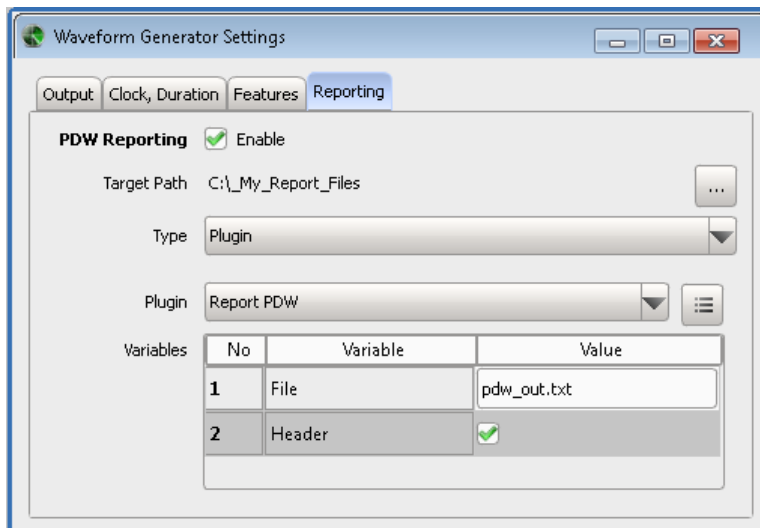 Waveform Generator Settings
Output Clock, Duration Features Reporting
PDW Reporting Enable
Target Path C:\_My_Report_Files ...
Type Plugin
Plugin Report PDW
Variables No Variable Value
1 File pdw_out.txt
2 Header